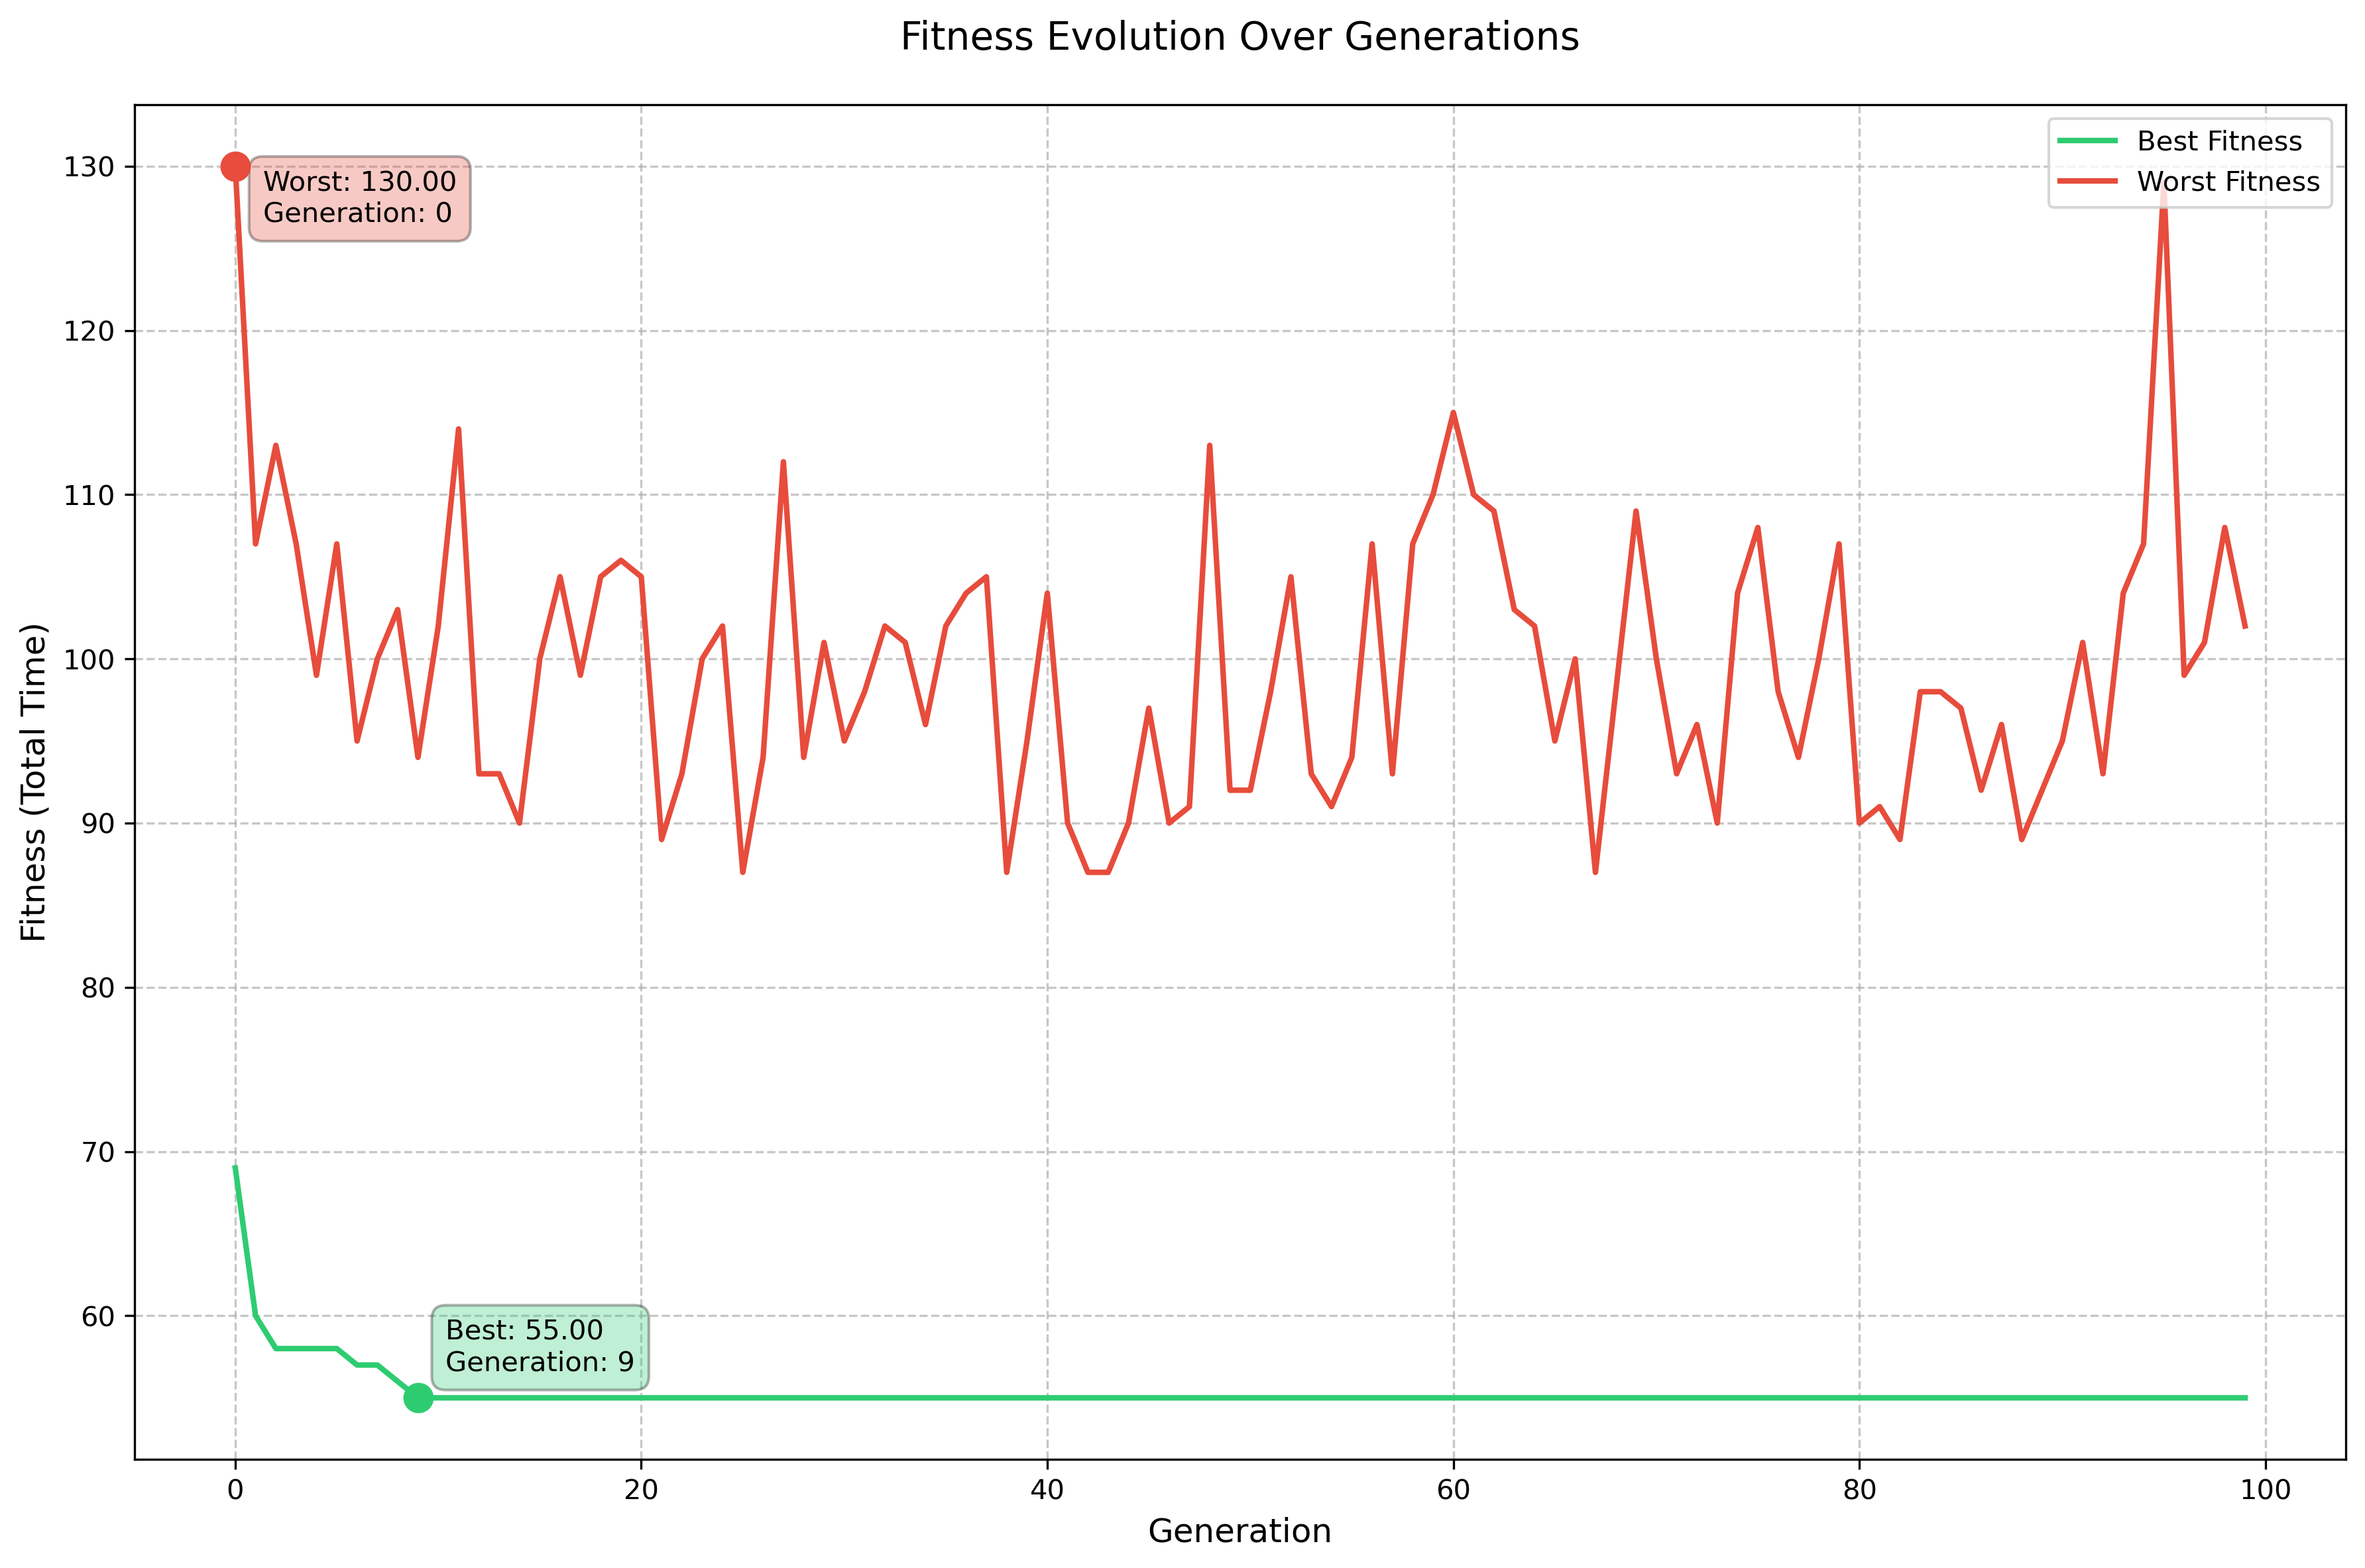 Fitness Evolution Over Generations
Best Fitness
Worst Fitness
Worst: 130.00
Generation: 0
130
120
110
100
90
80
70
60
Fitness (Total Time)
Best: 55.00
Generation: 9
0
20
40
60
80
100
Generation